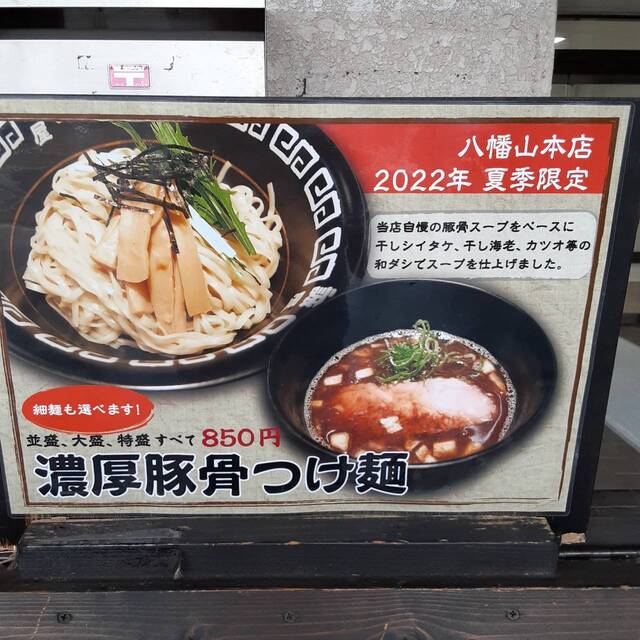 屋
八幡山本店
2022年 夏季限定
当店自慢の豚骨スープをベースに
干しシイタケ、干し海老、カツオ等の
和ダシでスープを仕上げました。
細麺も選べます!
並盛、大盛、特盛すべて850円
濃厚豚骨つけ麺